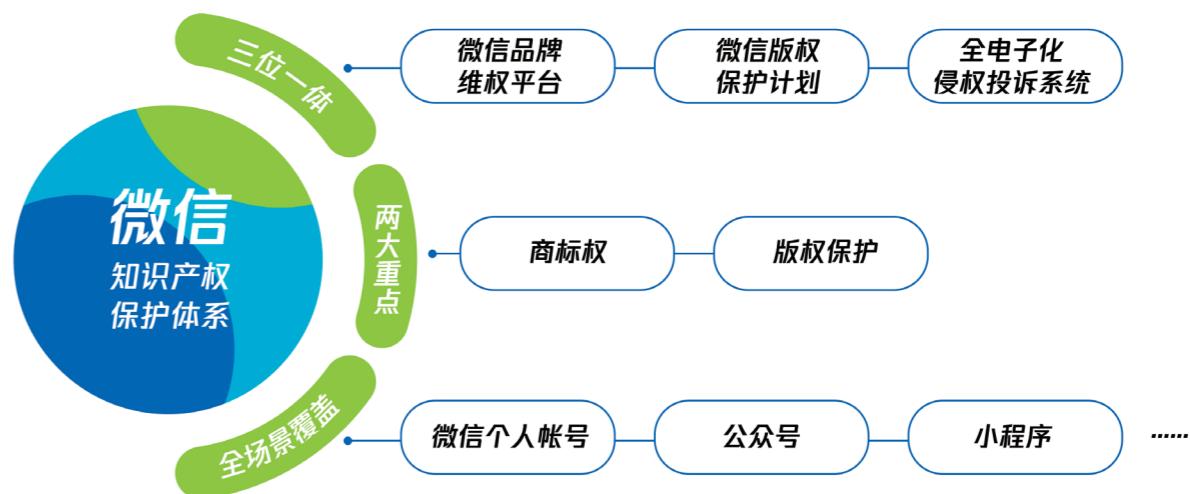 微信
知识产权
保护体系
三位一体
微信品牌
维权平台
微信版权
保护计划
全电子化
侵权投诉系统
两大重点
商标权
版权保护
全场景覆盖
微信个人帐号
公众号
小程序
······